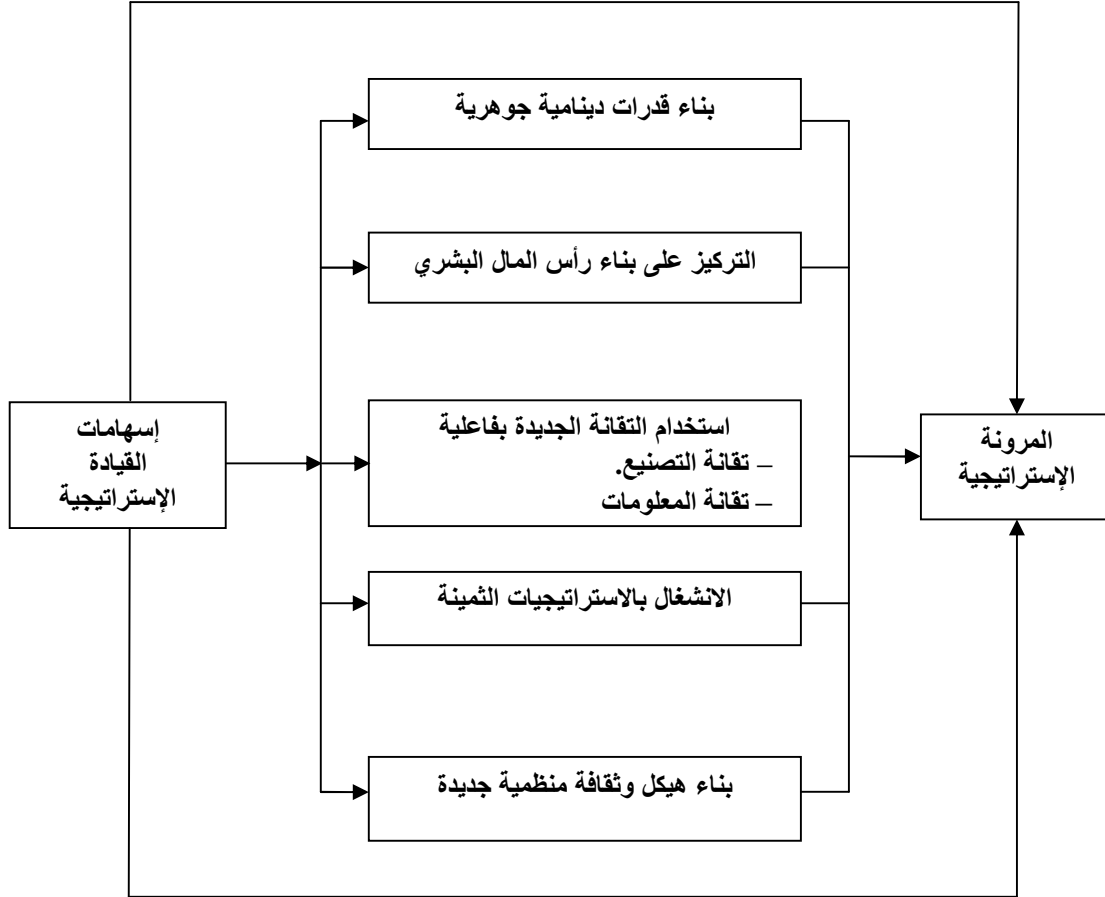 بناء قدرات دينامية جوهرية
التركيز على بناء رأس المال البشري
إسهامات
القيادة
الإستراتيجية
استخدام التقانة الجديدة بفاعلية
– تقانة التصنيع.
– تقانة المعلومات
المرونة
الإستراتيجية
الانشغال بالاستراتيجيات الثمينة
بناء هيكل وثقافة منظمية جديدة